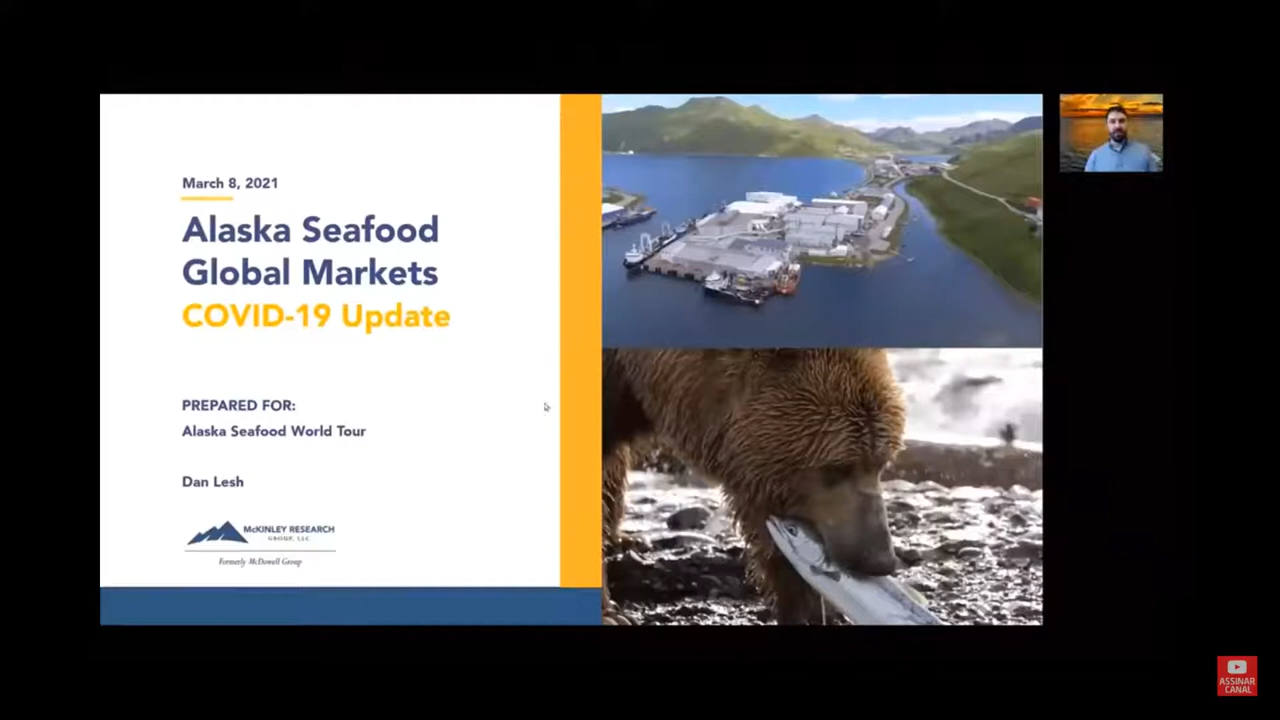 March 8, 2021
Alaska Seafood
Global Markets
COVID-19 Update
PREPARED FOR:
Alaska Seafood World Tour
Dan Lesh
McKINLEY RESEARCH
GROUP, LLC
Formerly McDowell Group
ASSINAR
CANAL